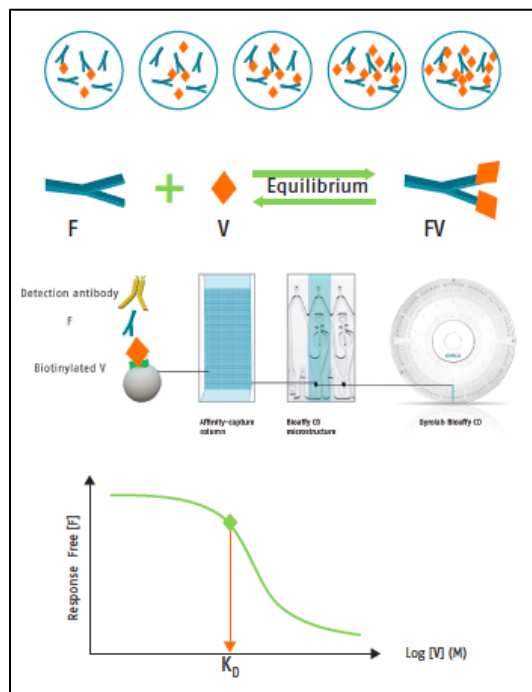 Equilibrium
F
V
FV
Detection antibody
F
Biotinylated V
Affinity-capture
column
Bioaffy CD
microstructure
Gyrolab Bioaffy CD
Response Free [F]
Log [V] (M)
KD